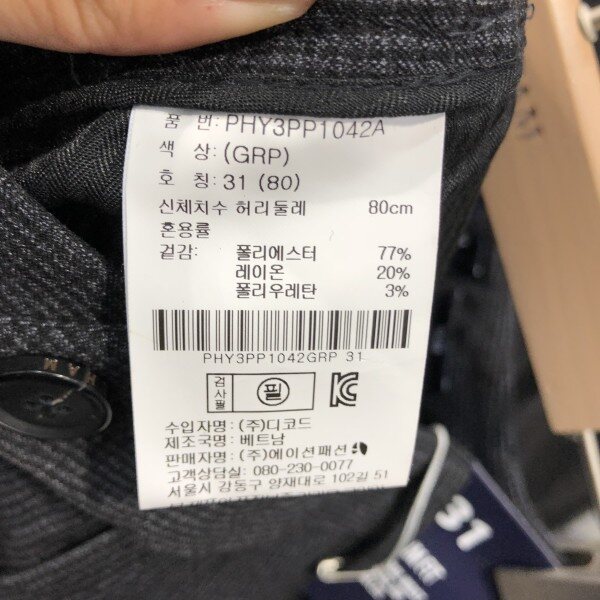 품 번: PHY3PP1042A
색 상: (GRP)
호 칭: 31 (80)
신체치수 허리둘레 80cm
혼용률
겉감: 폴리에스터 77%
레이온 20%
폴리우레탄 3%
PHY3PP1042GRP 31
검사필 필
수입자명: (주)디코드
제조국명: 베트남
판매자명: (주)에이션패션
고객상담실: 080-230-0077
서울시 강동구 양재대로 102길 51
31